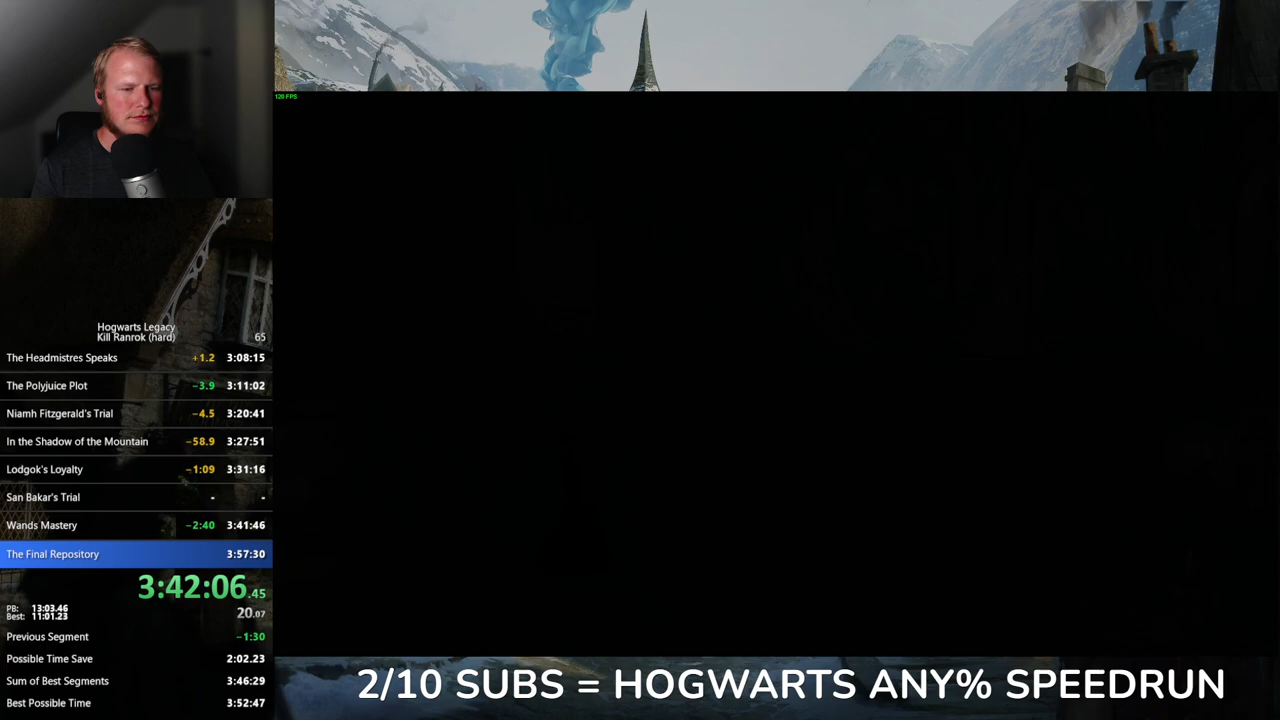 120 FPS
Hogwarts Legacy
Kill Ranrok (hard)
65
The Headmistres Speaks +1.2 3:08:15
The Polyjuice Plot -3.9 3:11:02
Niamh Fitzgerald's Trial -4.5 3:20:41
In the Shadow of the Mountain -58.9 3:27:51
Lodgok's Loyalty -1:09 3:31:16
San Bakar's Trial - -
Wands Mastery -2:40 3:41:46
The Final Repository 3:57:30
3:42:06.45
PB: 13:03.46
Best: 11:01.23
20.07
Previous Segment -1:30
Possible Time Save 2:02.23
Sum of Best Segments 3:46:29
Best Possible Time 3:52:47
2/10 SUBS = HOGWARTS ANY% SPEEDRUN